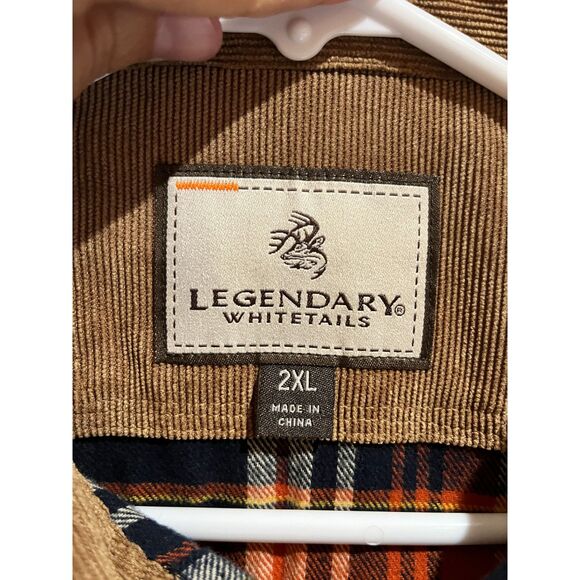 LEGENDARY®
WHITETAILS
2XL
MADE IN
CHINA